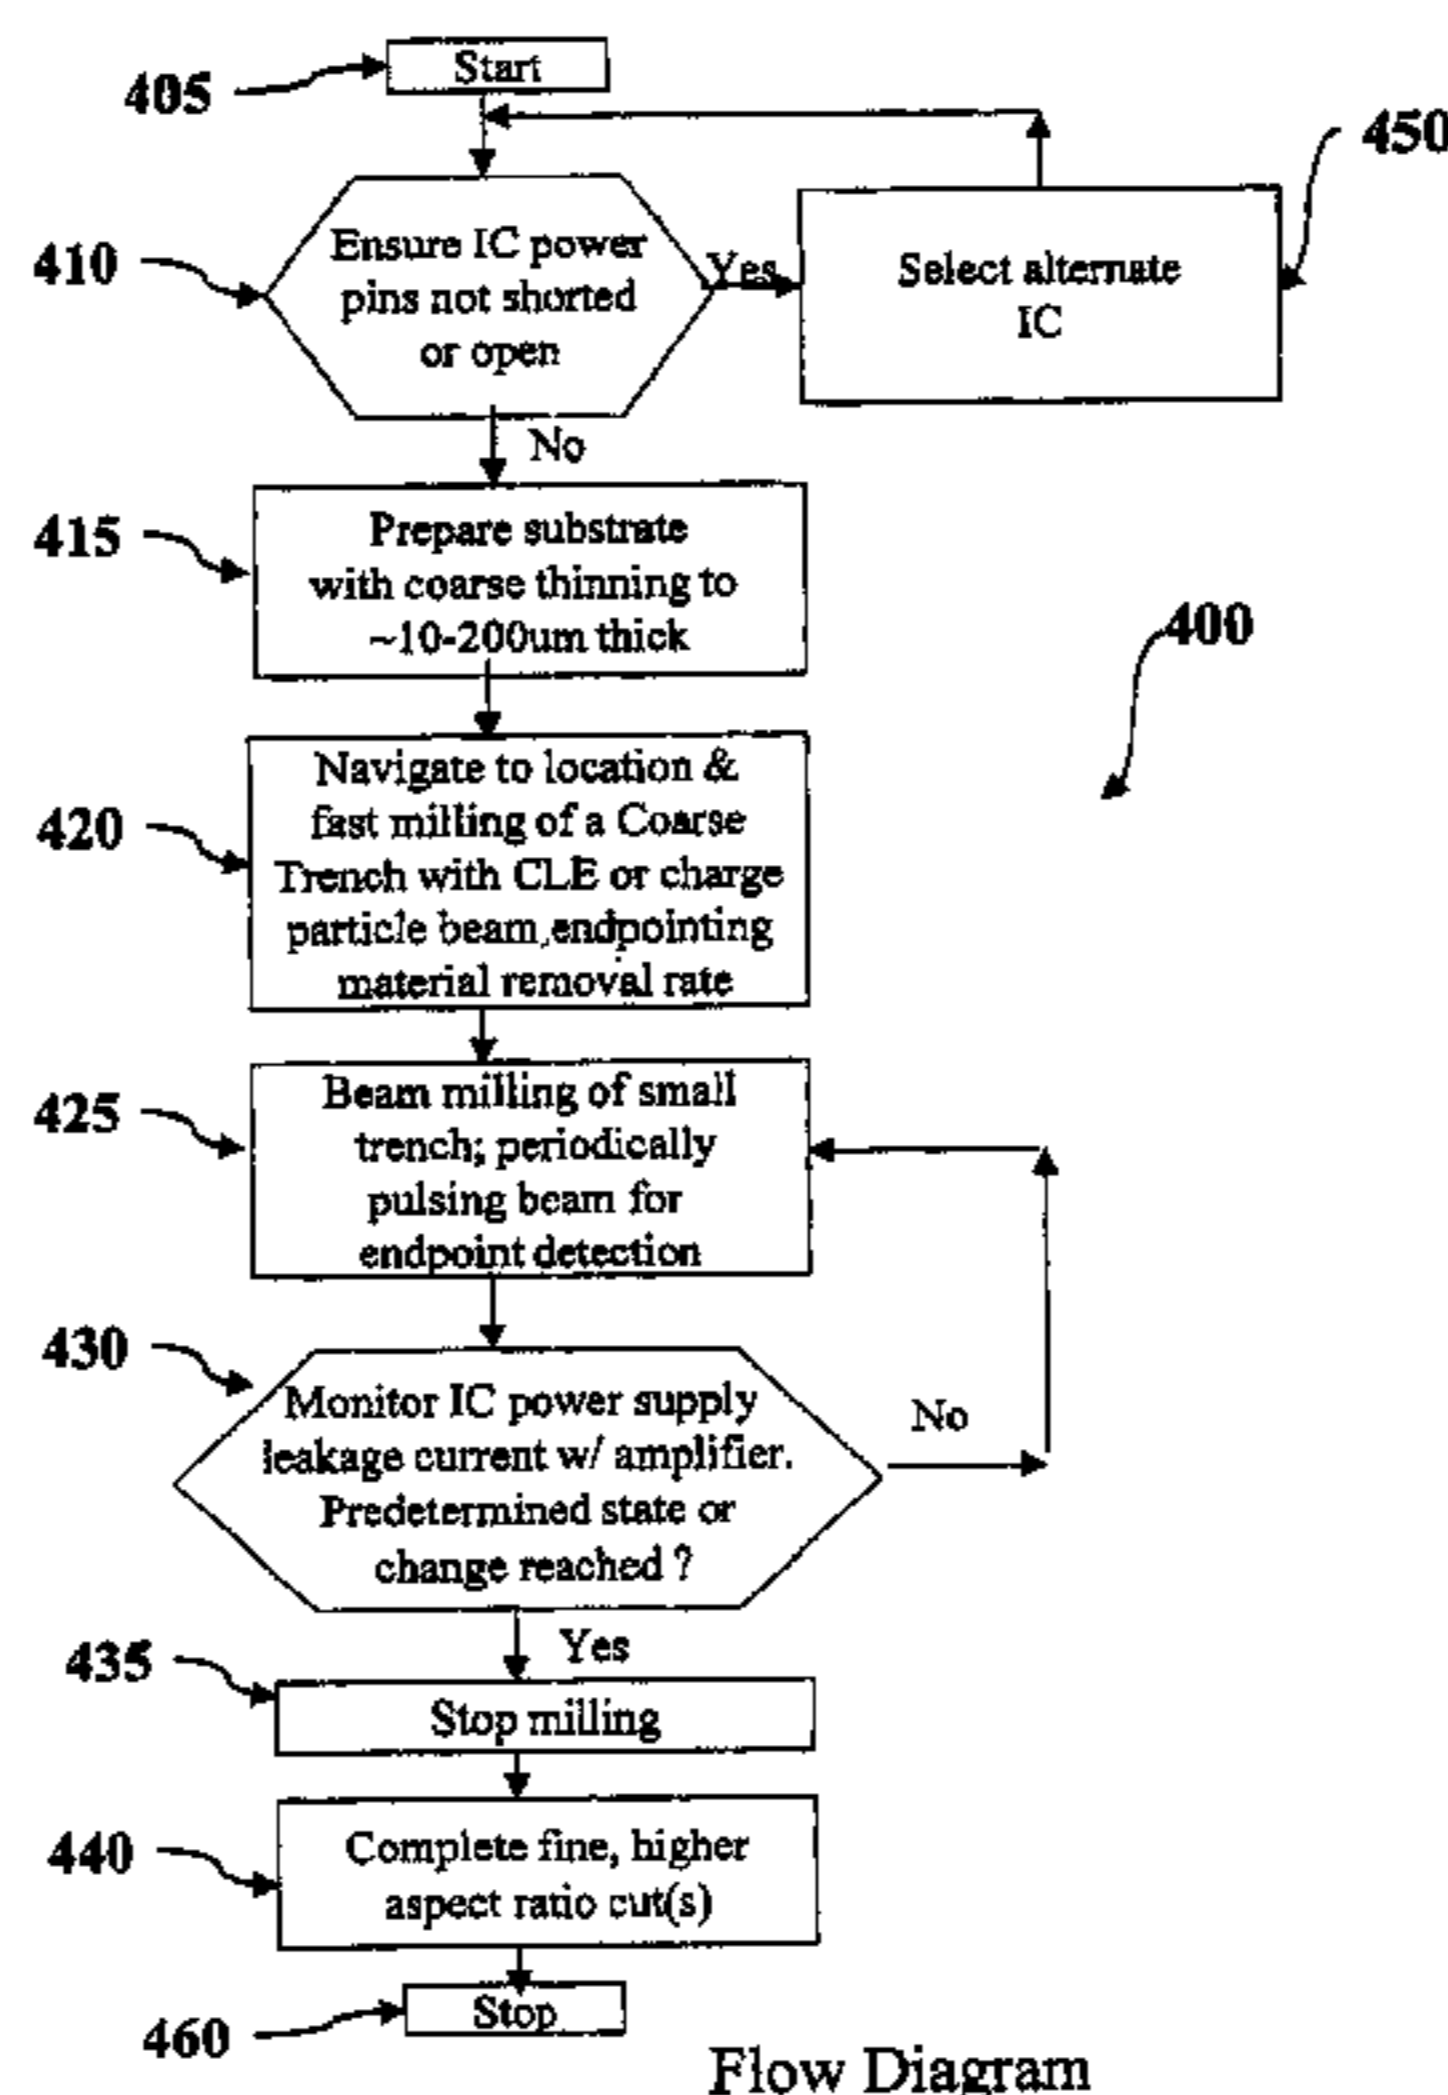 405
Start
450
410
Ensure IC power
pins not shorted
or open
Yes
Select alternate
IC
No
415
Prepare substrate
with coarse thinning to
~10-200um thick
400
420
Navigate to location &
fast milling of a Coarse
Trench with CLE or charge
particle beam,endpointing
material removal rate
425
Beam milling of small
trench; periodically
pulsing beam for
endpoint detection
430
Monitor IC power supply
leakage current w/ amplifier.
Predetermined state or
change reached ?
No
Yes
435
Stop milling
440
Complete fine, higher
aspect ratio cut(s)
460
Stop
Flow Diagram